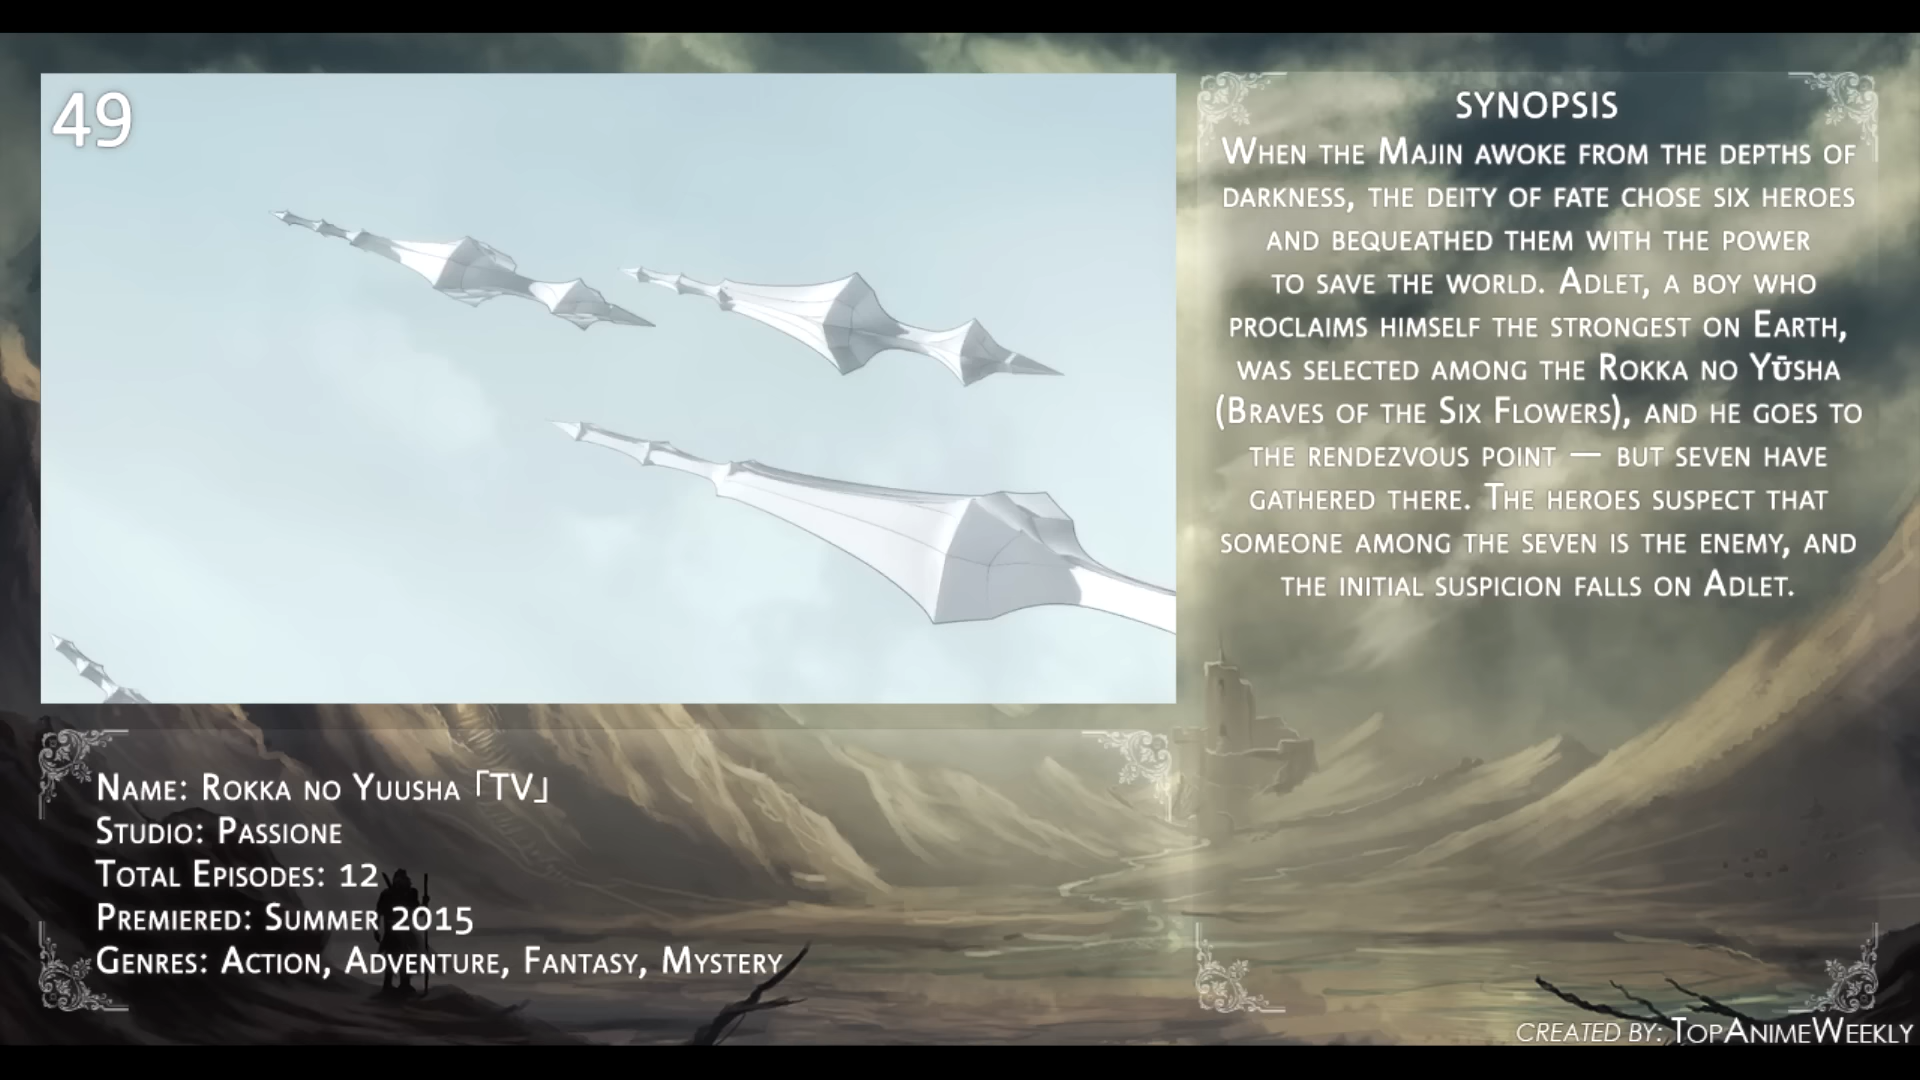 49
SYNOPSIS
When the Majin awoke from the depths of
darkness, the deity of fate chose six heroes
and bequeathed them with the power
to save the world. Adlet, a boy who
proclaims himself the strongest on Earth,
was selected among the Rokka no Yūsha
(Braves of the Six Flowers), and he goes to
the rendezvous point — but seven have
gathered there. The heroes suspect that
someone among the seven is the enemy, and
the initial suspicion falls on Adlet.
Name: Rokka no Yuusha「TV」
Studio: Passione
Total Episodes: 12
Premiered: Summer 2015
Genres: Action, Adventure, Fantasy, Mystery
CREATED BY: TopAnimeWeekly